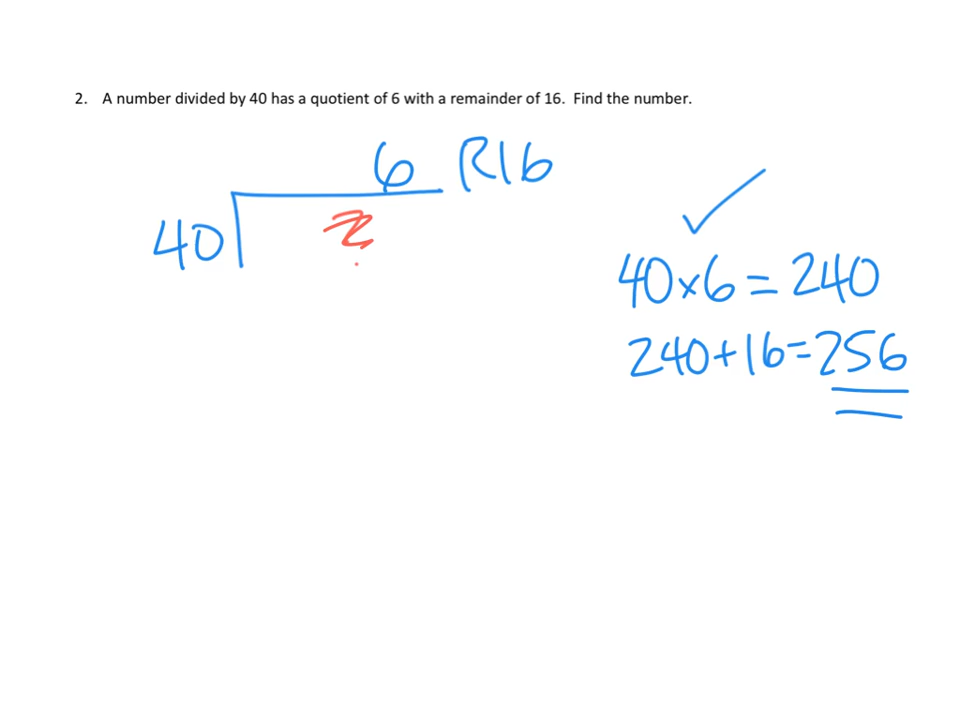 2. A number divided by 40 has a quotient of 6 with a remainder of 16. Find the number.
6 R16
40
40×6=240
240+16=256